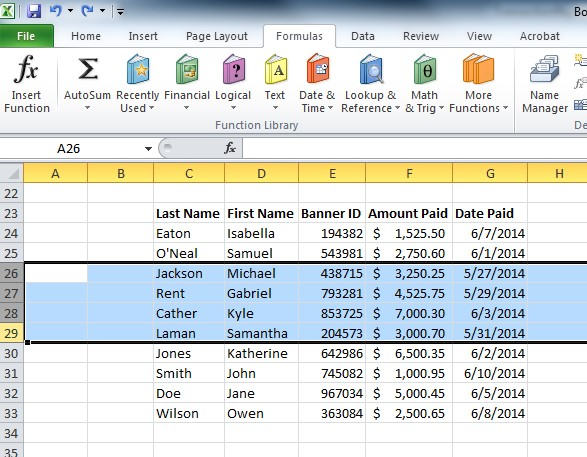 Bo
File Home Insert Page Layout Formulas Data Review View Acrobat
fx Σ ? A θ
Insert Function AutoSum Recently Used Financial Logical Text Date & Time Lookup & Reference Math & Trig More Functions Name Manager
Function Library De
A26 fx
A B C D E F G H
22
23 Last Name First Name Banner ID Amount Paid Date Paid
24 Eaton Isabella 194382 $ 1,525.50 6/7/2014
25 O'Neal Samuel 543981 $ 2,750.60 6/1/2014
26 Jackson Michael 438715 $ 3,250.25 5/27/2014
27 Rent Gabriel 793281 $ 4,525.75 5/29/2014
28 Cather Kyle 853725 $ 7,000.30 6/3/2014
29 Laman Samantha 204573 $ 3,000.70 5/31/2014
30 Jones Katherine 642986 $ 6,500.35 6/2/2014
31 Smith John 745082 $ 1,000.95 6/10/2014
32 Doe Jane 967034 $ 5,000.45 6/5/2014
33 Wilson Owen 363084 $ 2,500.65 6/8/2014
34
35